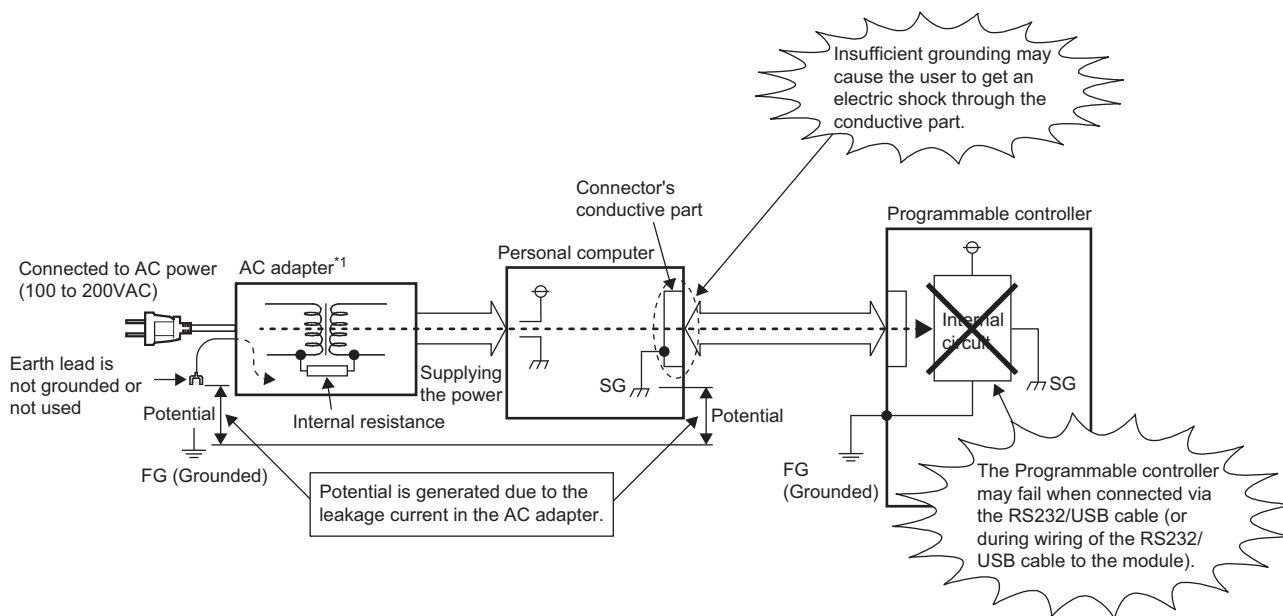 Insufficient grounding may
cause the user to get an
electric shock through the
conductive part.
Connector's
conductive part
Programmable controller
Personal computer
Connected to AC power
(100 to 200VAC)
AC adapter*1
Internal
circuit
Earth lead is
not grounded or
not used
Supplying
the power
SG
SG
Potential
Internal resistance
Potential
FG (Grounded)
FG
(Grounded)
Potential is generated due to the
leakage current in the AC adapter.
The Programmable controller
may fail when connected via
the RS232/USB cable (or
during wiring of the RS232/
USB cable to the module).